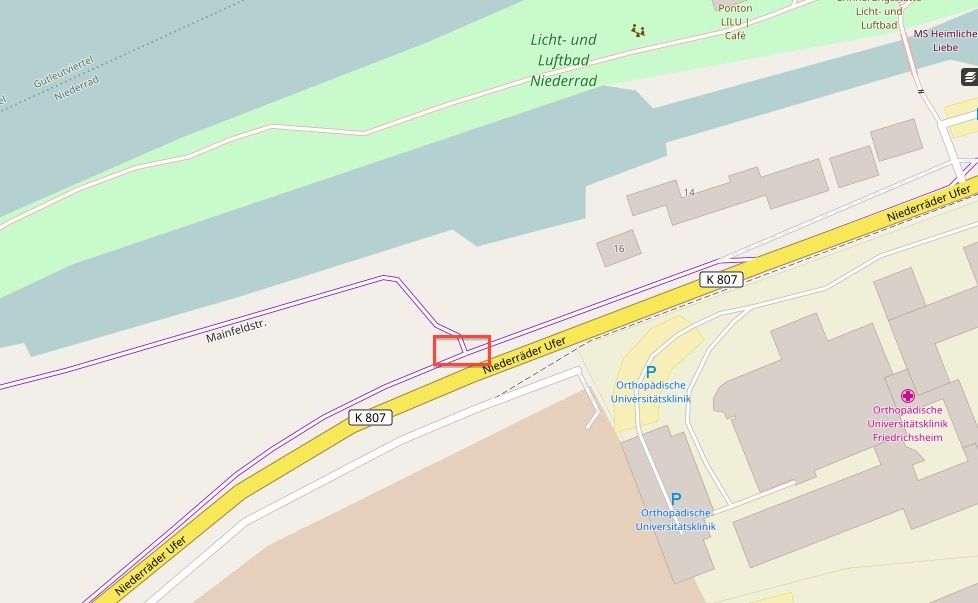 Ponton
LILU |
Café
Licht- und
Luftbad
MS Heimliche
Liebe
Licht- und
Luftbad
Niederrad
Gutleutviertel
Niederrad
14
16
Niederräder Ufer
K 807
Mainfeldstr.
Niederräder Ufer
K 807
P
Orthopädische
Universitätsklinik
Orthopädische
Universitätsklinik
Friedrichsheim
P
Orthopädische
Universitätsklinik
Niederräder Ufer